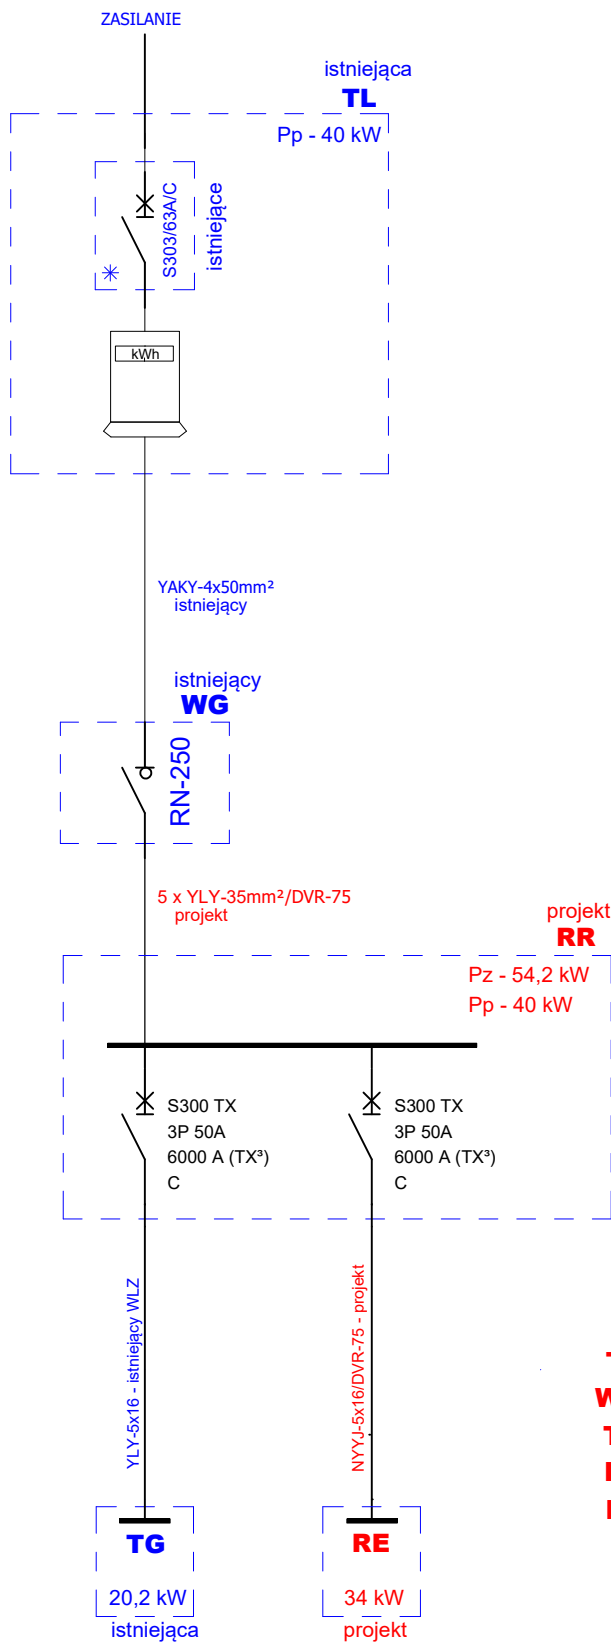 ZASILANIE
istniejąca
TL
Pp - 40 kW
S303/63A/C
istniejące
kWh
YAKY-4x50mm²
istniejący
istniejący
WG
RN-250
5 x YLY-35mm²/DVR-75
projekt
projekt
RR
Pz - 54,2 kW
Pp - 40 kW
S300 TX
3P 50A
6000 A (TX³)
C
S300 TX
3P 50A
6000 A (TX³)
C
YLY-5x16 - istniejący WLZ
NYYJ-5x16/DVR-75 - projekt
TG
20,2 kW
istniejąca
RE
34 kW
projekt